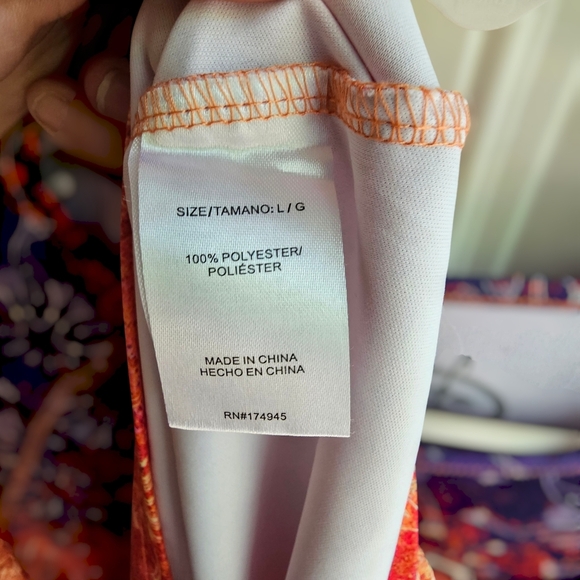 SIZE/TAMANO: L / G
100% POLYESTER/
POLIÉSTER
MADE IN CHINA
HECHO EN CHINA
RN#174945